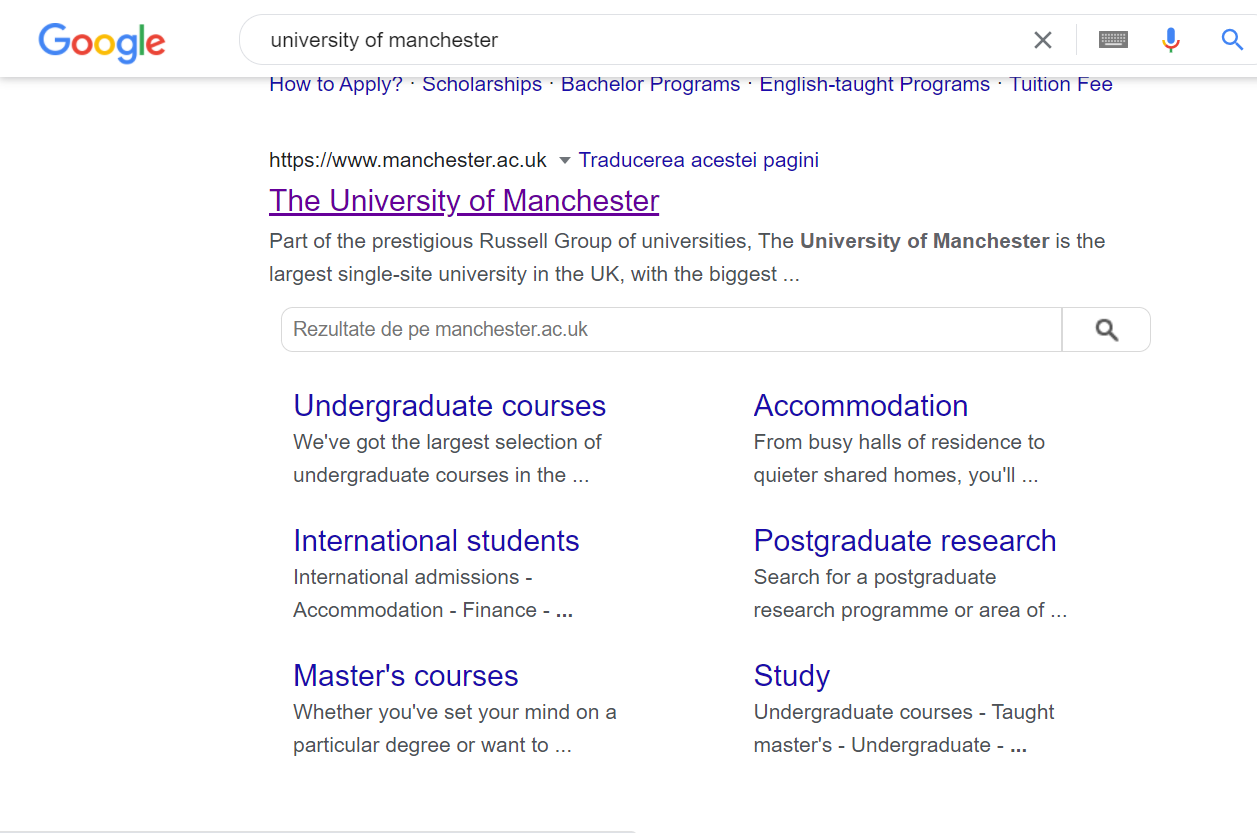 Google
university of manchester
How to Apply? · Scholarships · Bachelor Programs · English-taught Programs · Tuition Fee
https://www.manchester.ac.uk Traducerea acestei pagini
The University of Manchester
Part of the prestigious Russell Group of universities, The University of Manchester is the
largest single-site university in the UK, with the biggest ...
Rezultate de pe manchester.ac.uk
Undergraduate courses
We've got the largest selection of
undergraduate courses in the ...
Accommodation
From busy halls of residence to
quieter shared homes, you'll ...
International students
International admissions -
Accommodation - Finance - ...
Postgraduate research
Search for a postgraduate
research programme or area of ...
Master's courses
Whether you've set your mind on a
particular degree or want to ...
Study
Undergraduate courses - Taught
master's - Undergraduate - ...